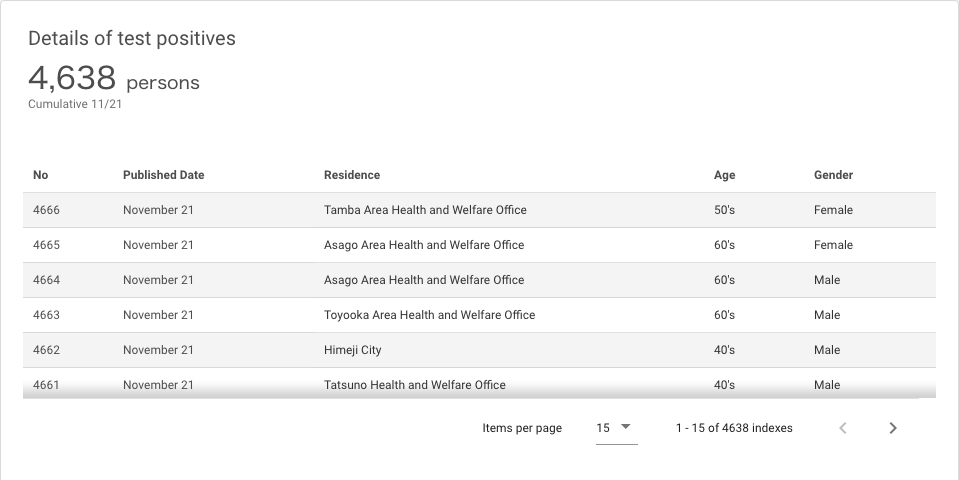 Details of test positives
4,638 persons
Cumulative 11/21
No Published Date Residence Age Gender
4666 November 21 Tamba Area Health and Welfare Office 50's Female
4665 November 21 Asago Area Health and Welfare Office 60's Female
4664 November 21 Asago Area Health and Welfare Office 60's Male
4663 November 21 Toyooka Area Health and Welfare Office 60's Male
4662 November 21 Himeji City 40's Male
4661 November 21 Tatsuno Health and Welfare Office 40's Male
Items per page 15 1 - 15 of 4638 indexes